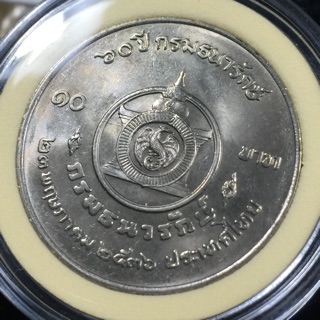 ๖๐ ปี กรมธนารักษ์
๑๐
บาท
กรมธนารักษ์
๒๓ พฤษภาคม ๒๕๓๖ ประเทศไทย